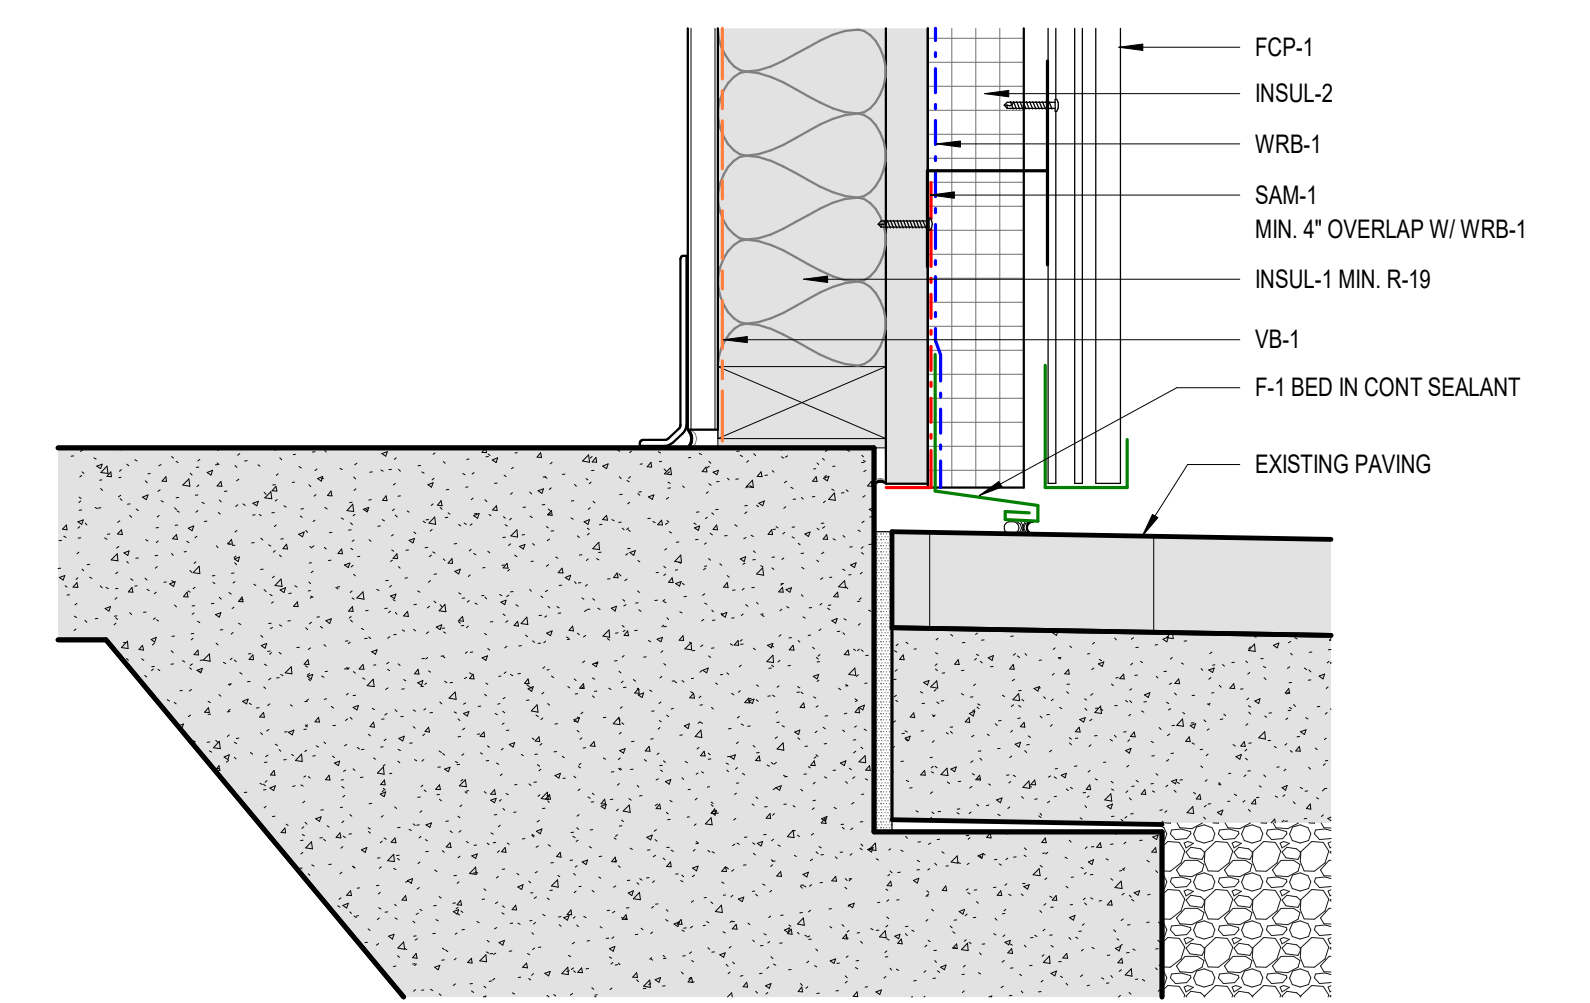 FCP-1
INSUL-2
WRB-1
SAM-1
MIN. 4" OVERLAP W/ WRB-1
INSUL-1 MIN. R-19
VB-1
F-1 BED IN CONT SEALANT
EXISTING PAVING